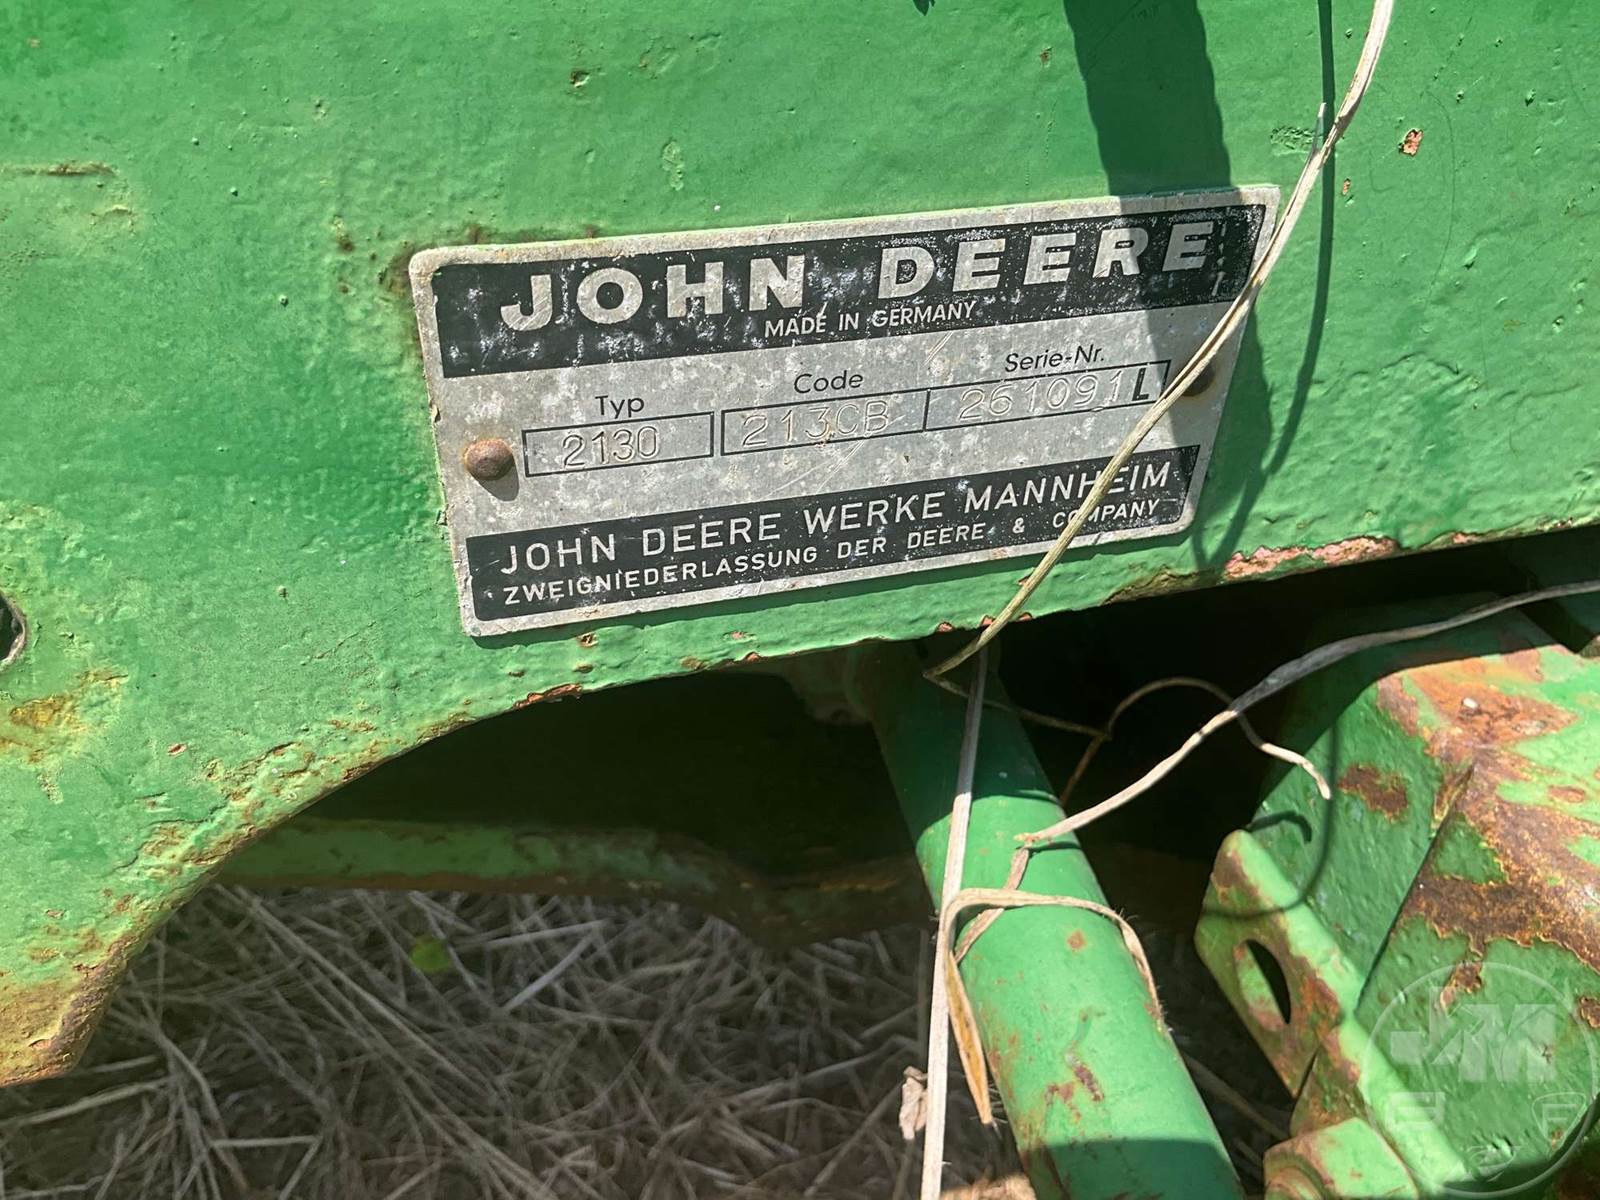 JOHN DEERE
MADE IN GERMANY
Typ Code Serie-Nr.
2130 213CB 261091L
JOHN DEERE WERKE MANNHEIM
ZWEIGNIEDERLASSUNG DER DEERE & COMPANY
JM